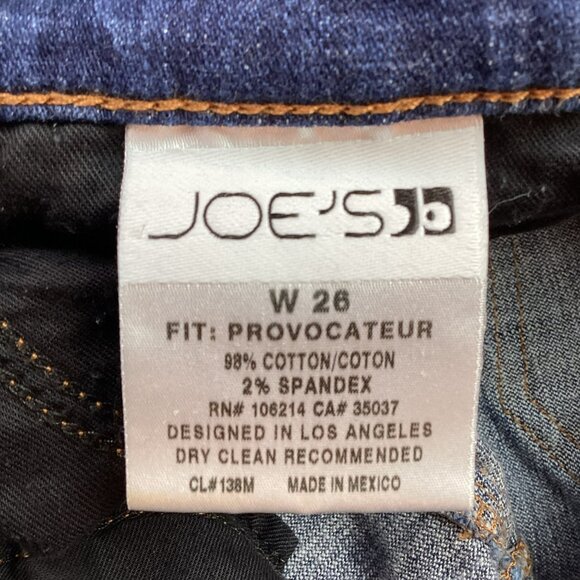 JOE'S
W 26
FIT: PROVOCATEUR
98% COTTON/COTON
2% SPANDEX
RN# 106214 CA# 35037
DESIGNED IN LOS ANGELES
DRY CLEAN RECOMMENDED
CL#138M MADE IN MEXICO